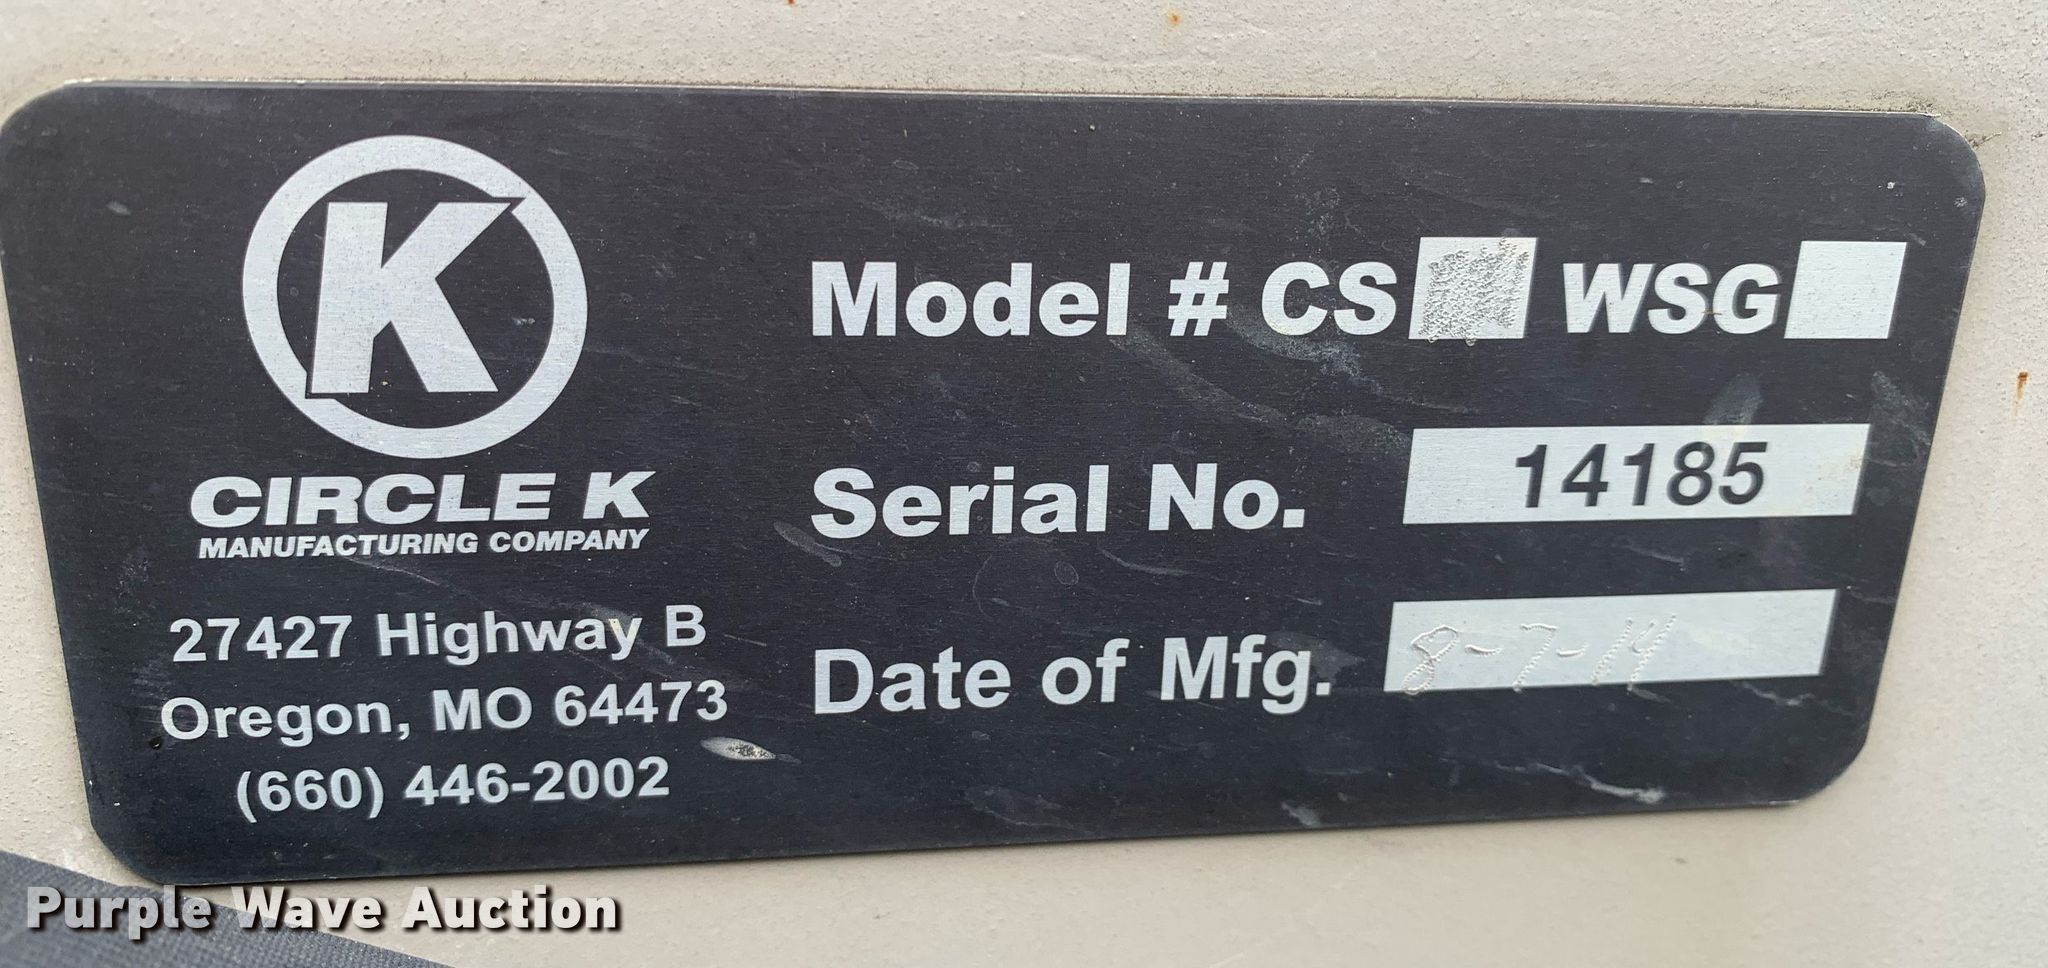 K
CIRCLE K
MANUFACTURING COMPANY
27427 Highway B
Oregon, MO 64473
(660) 446-2002
Model # CS WSG
Serial No. 14185
Date of Mfg. 8-7-14
Purple Wave Auction